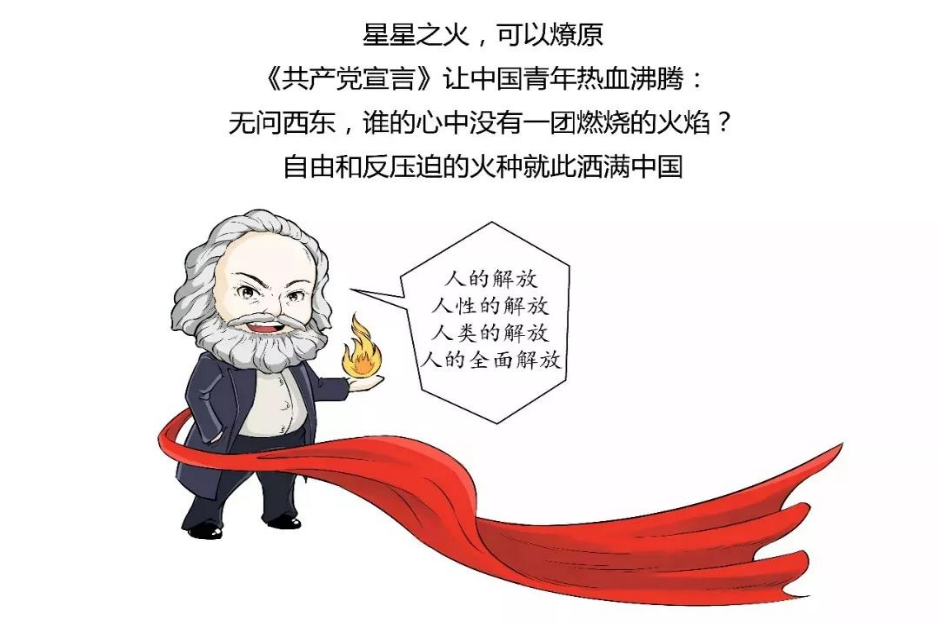 星星之火，可以燎原
《共产党宣言》让中国青年热血沸腾：
无问西东，谁的心中没有一团燃烧的火焰？
自由和反压迫的火种就此洒满中国
人的解放
人性的解放
人类的解放
人的全面解放